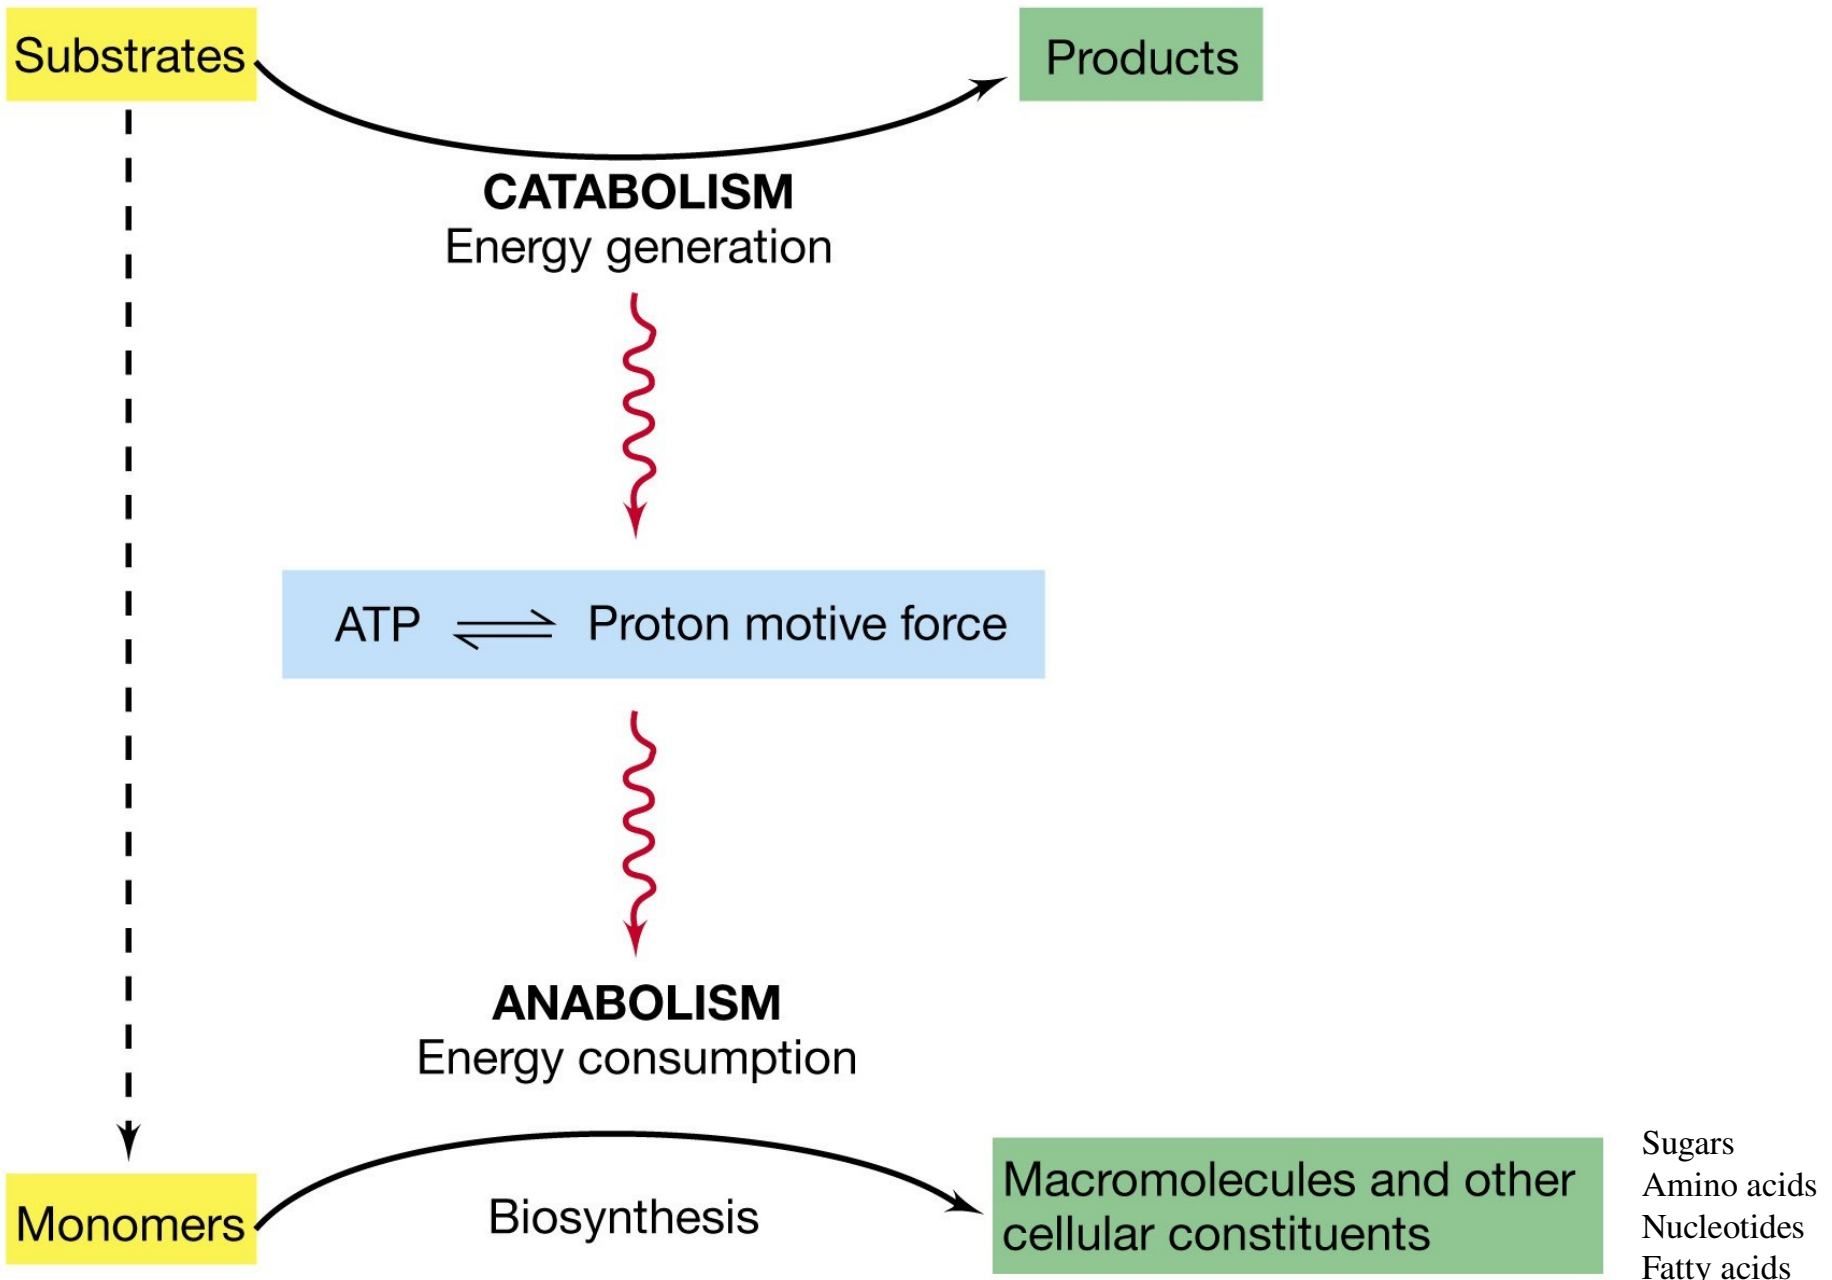 Substrates
Products
CATABOLISM
Energy generation
ATP ⇌ Proton motive force
ANABOLISM
Energy consumption
Monomers
Biosynthesis
Macromolecules and other
cellular constituents
Sugars
Amino acids
Nucleotides
Fatty acids